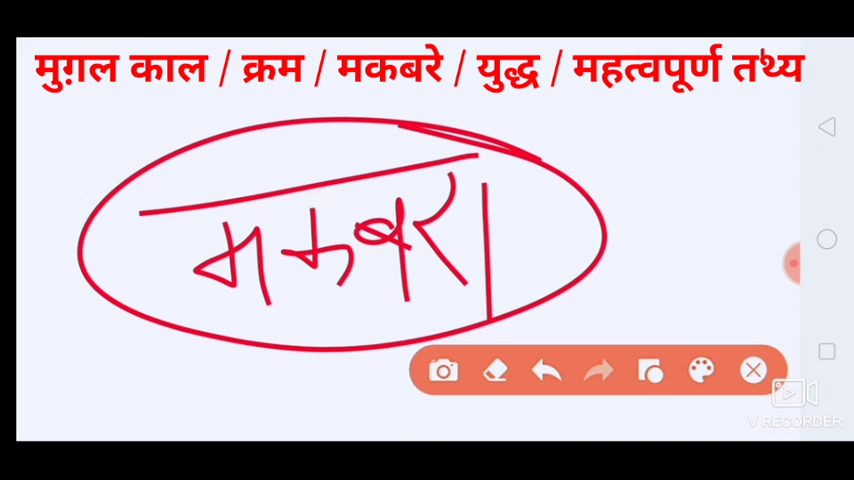 मुग़ल काल / क्रम / मकबरे / युद्ध / महत्वपूर्ण तथ्य
मकबरा
V RECORDER